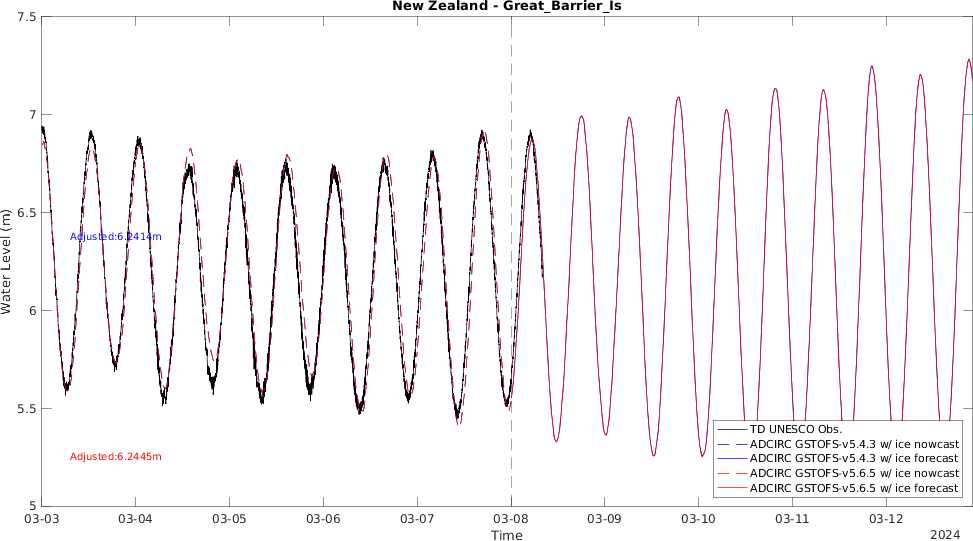 New Zealand - Great_Barrier_Is
7.5
7
6.5
6
5.5
5
Water Level (m)
Adjusted:6.2414m
Adjusted:6.2445m
TD UNESCO Obs.
ADCIRC GSTOFS-v5.4.3 w/ ice nowcast
ADCIRC GSTOFS-v5.4.3 w/ ice forecast
ADCIRC GSTOFS-v5.6.5 w/ ice nowcast
ADCIRC GSTOFS-v5.6.5 w/ ice forecast
03-03 03-04 03-05 03-06 03-07 03-08 03-09 03-10 03-11 03-12
Time
2024